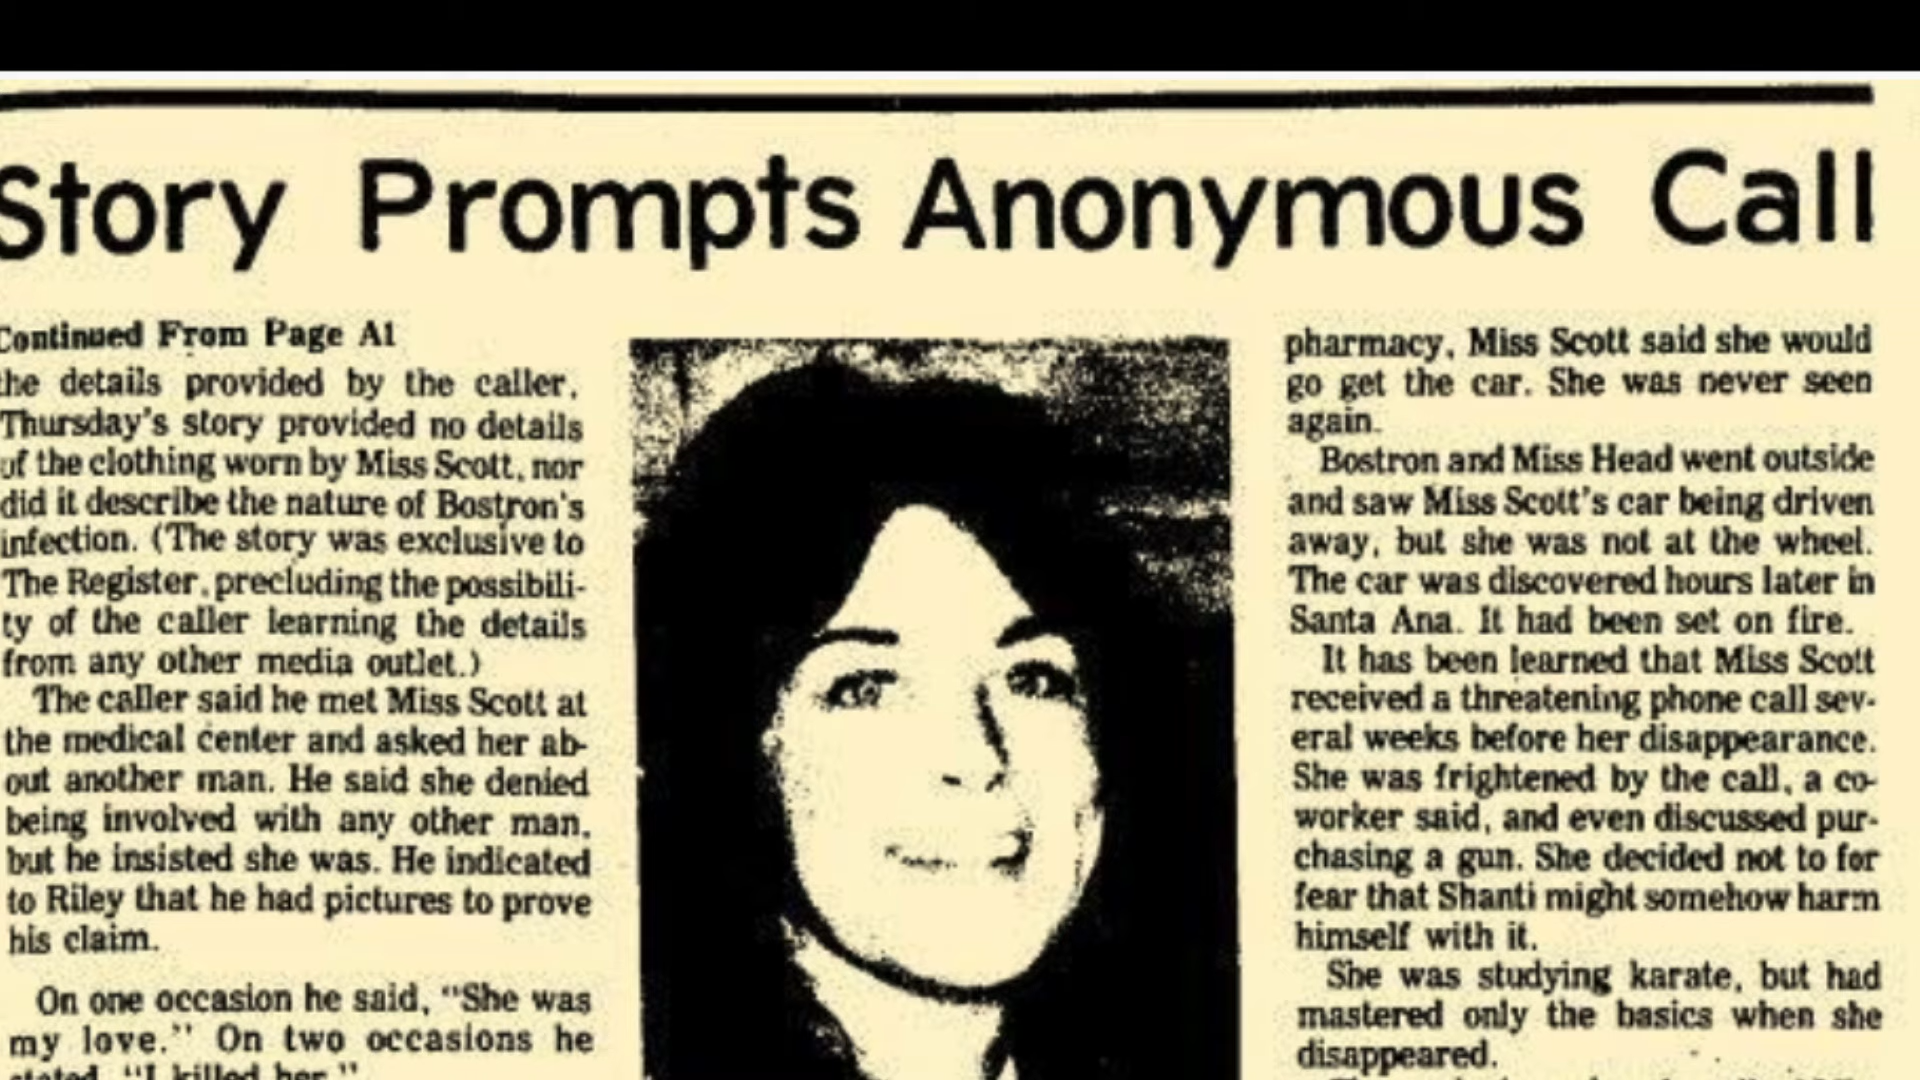 Story Prompts Anonymous Call
Continued From Page A1
the details provided by the caller.
Thursday's story provided no details
of the clothing worn by Miss Scott, nor
did it describe the nature of Bostron's
infection. (The story was exclusive to
The Register, precluding the possibili-
ty of the caller learning the details
from any other media outlet.)
The caller said he met Miss Scott at
the medical center and asked her ab-
out another man. He said she denied
being involved with any other man,
but he insisted she was. He indicated
to Riley that he had pictures to prove
his claim.
On one occasion he said, "She was
my love." On two occasions he
stated, "I killed her."
pharmacy, Miss Scott said she would
go get the car. She was never seen
again.
Bostron and Miss Head went outside
and saw Miss Scott's car being driven
away, but she was not at the wheel.
The car was discovered hours later in
Santa Ana. It had been set on fire.
It has been learned that Miss Scott
received a threatening phone call sev-
eral weeks before her disappearance.
She was frightened by the call, a co-
worker said, and even discussed pur-
chasing a gun. She decided not to for
fear that Shanti might somehow harm
himself with it.
She was studying karate, but had
mastered only the basics when she
disappeared.